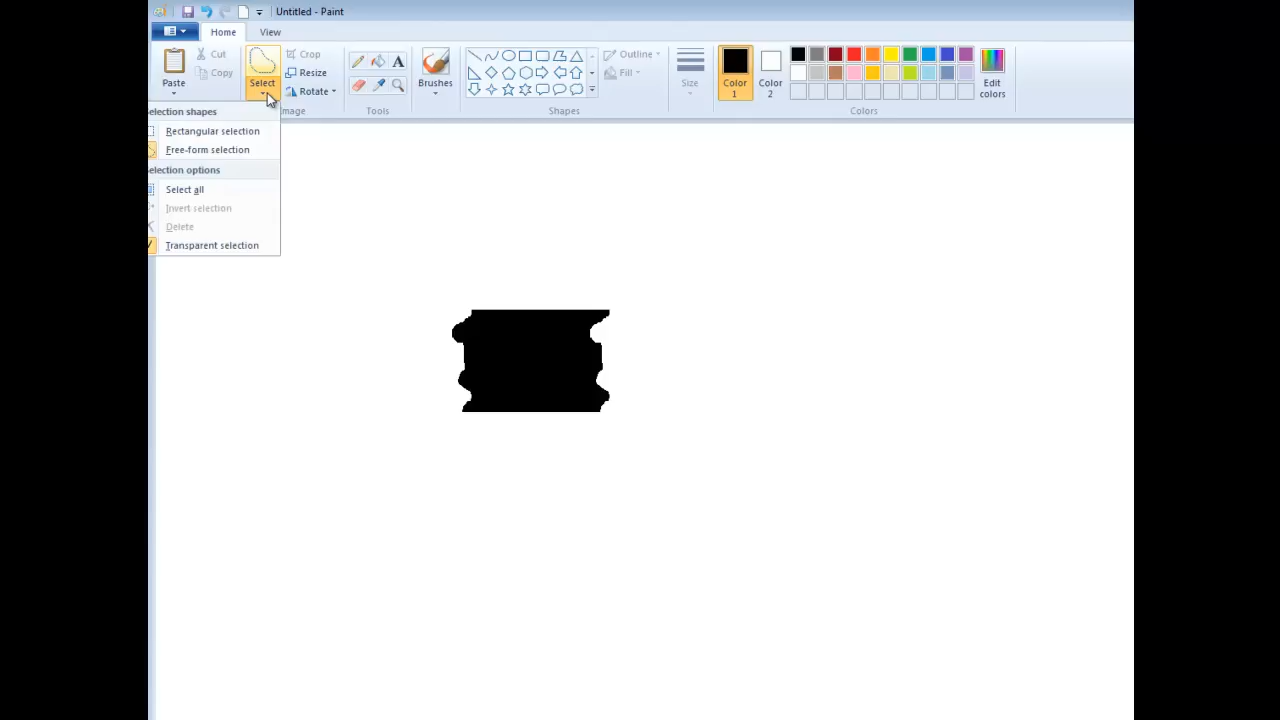 Untitled - Paint
Home View
Paste Cut Copy
Select Crop Resize Rotate
A
Brushes
Outline Fill
Size
Color 1
Color 2
Edit colors
Image Tools Shapes Colors
election shapes
Rectangular selection
Free-form selection
election options
Select all
Invert selection
Delete
Transparent selection